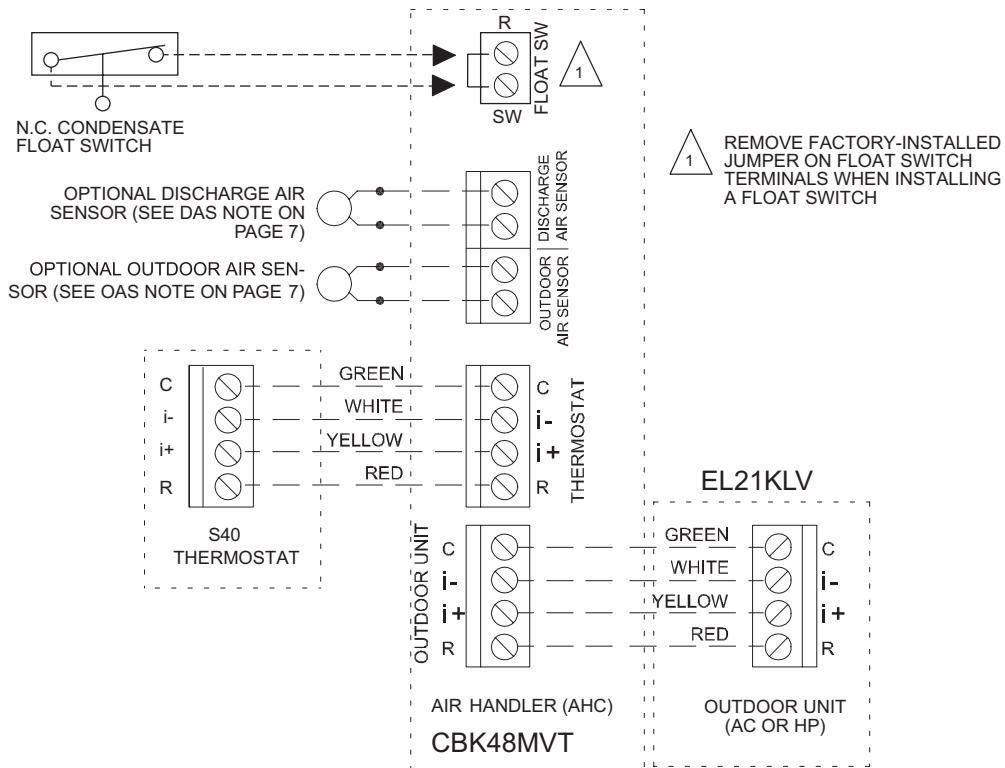 R
FLOAT SW
SW
1
N.C. CONDENSATE
FLOAT SWITCH
1
REMOVE FACTORY-INSTALLED
JUMPER ON FLOAT SWITCH
TERMINALS WHEN INSTALLING
A FLOAT SWITCH
OPTIONAL DISCHARGE AIR
SENSOR (SEE DAS NOTE ON
PAGE 7)
DISCHARGE
AIR SENSOR
OPTIONAL OUTDOOR AIR SEN-
SOR (SEE OAS NOTE ON PAGE 7)
OUTDOOR
AIR SENSOR
C
i-
i+
R
S40
THERMOSTAT
GREEN
WHITE
YELLOW
RED
C
i-
i+
R
THERMOSTAT
EL21KLV
OUTDOOR UNIT
C
i-
i+
R
GREEN
WHITE
YELLOW
RED
C
i-
i+
R
AIR HANDLER (AHC)
CBK48MVT
OUTDOOR UNIT
(AC OR HP)